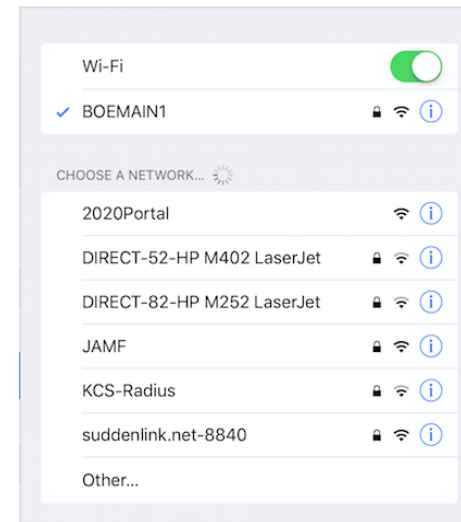 Wi-Fi
BOEMAIN1
CHOOSE A NETWORK...
2020Portal
DIRECT-52-HP M402 LaserJet
DIRECT-82-HP M252 LaserJet
JAMF
KCS-Radius
suddenlink.net-8840
Other...